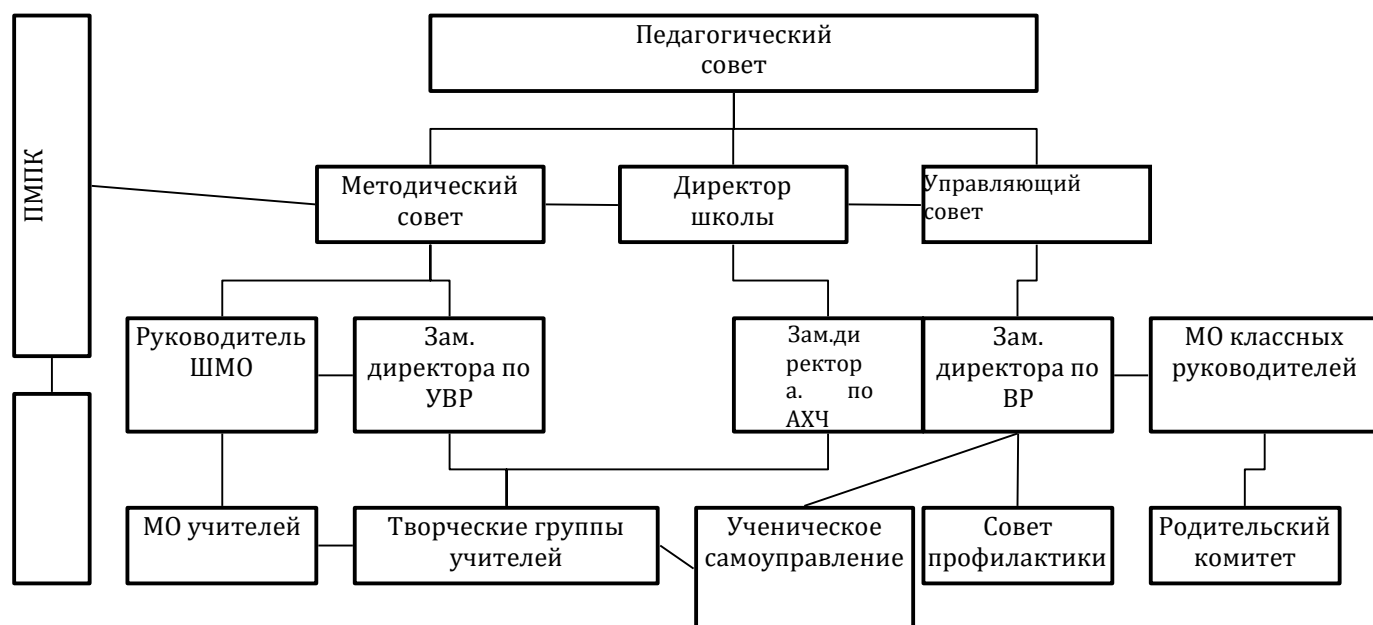 Педагогический
совет
ПМПК
Методический
совет
Директор
школы
Управляющий
совет
Руководитель
ШМО
Зам.
директора по
УВР
Зам.ди
ректор
а. по
АХЧ
Зам.
директора по
ВР
МО классных
руководителей
МО учителей
Творческие группы
учителей
Ученическое
самоуправление
Совет
профилактики
Родительский
комитет